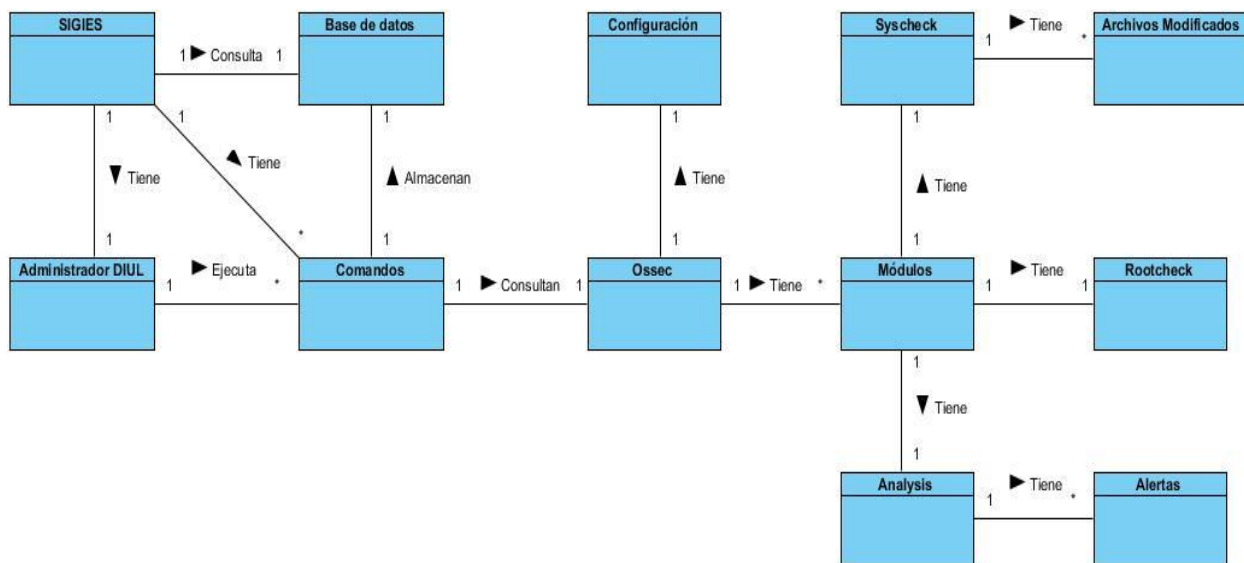 SIGIES
Base de datos
Configuración
Syscheck
Archivos Modificados
1 Consulta 1
1 Tiene *
1
1
1
1
1
Tiene
Tiene
Almacenan
Tiene
Tiene
1
*
1
1
1
Administrador DIUL
Comandos
Ossec
Módulos
Rootcheck
1 Ejecuta *
1 Consultan 1
1 Tiene *
1 Tiene 1
1
Tiene
1
Analysis
Alertas
1 Tiene *